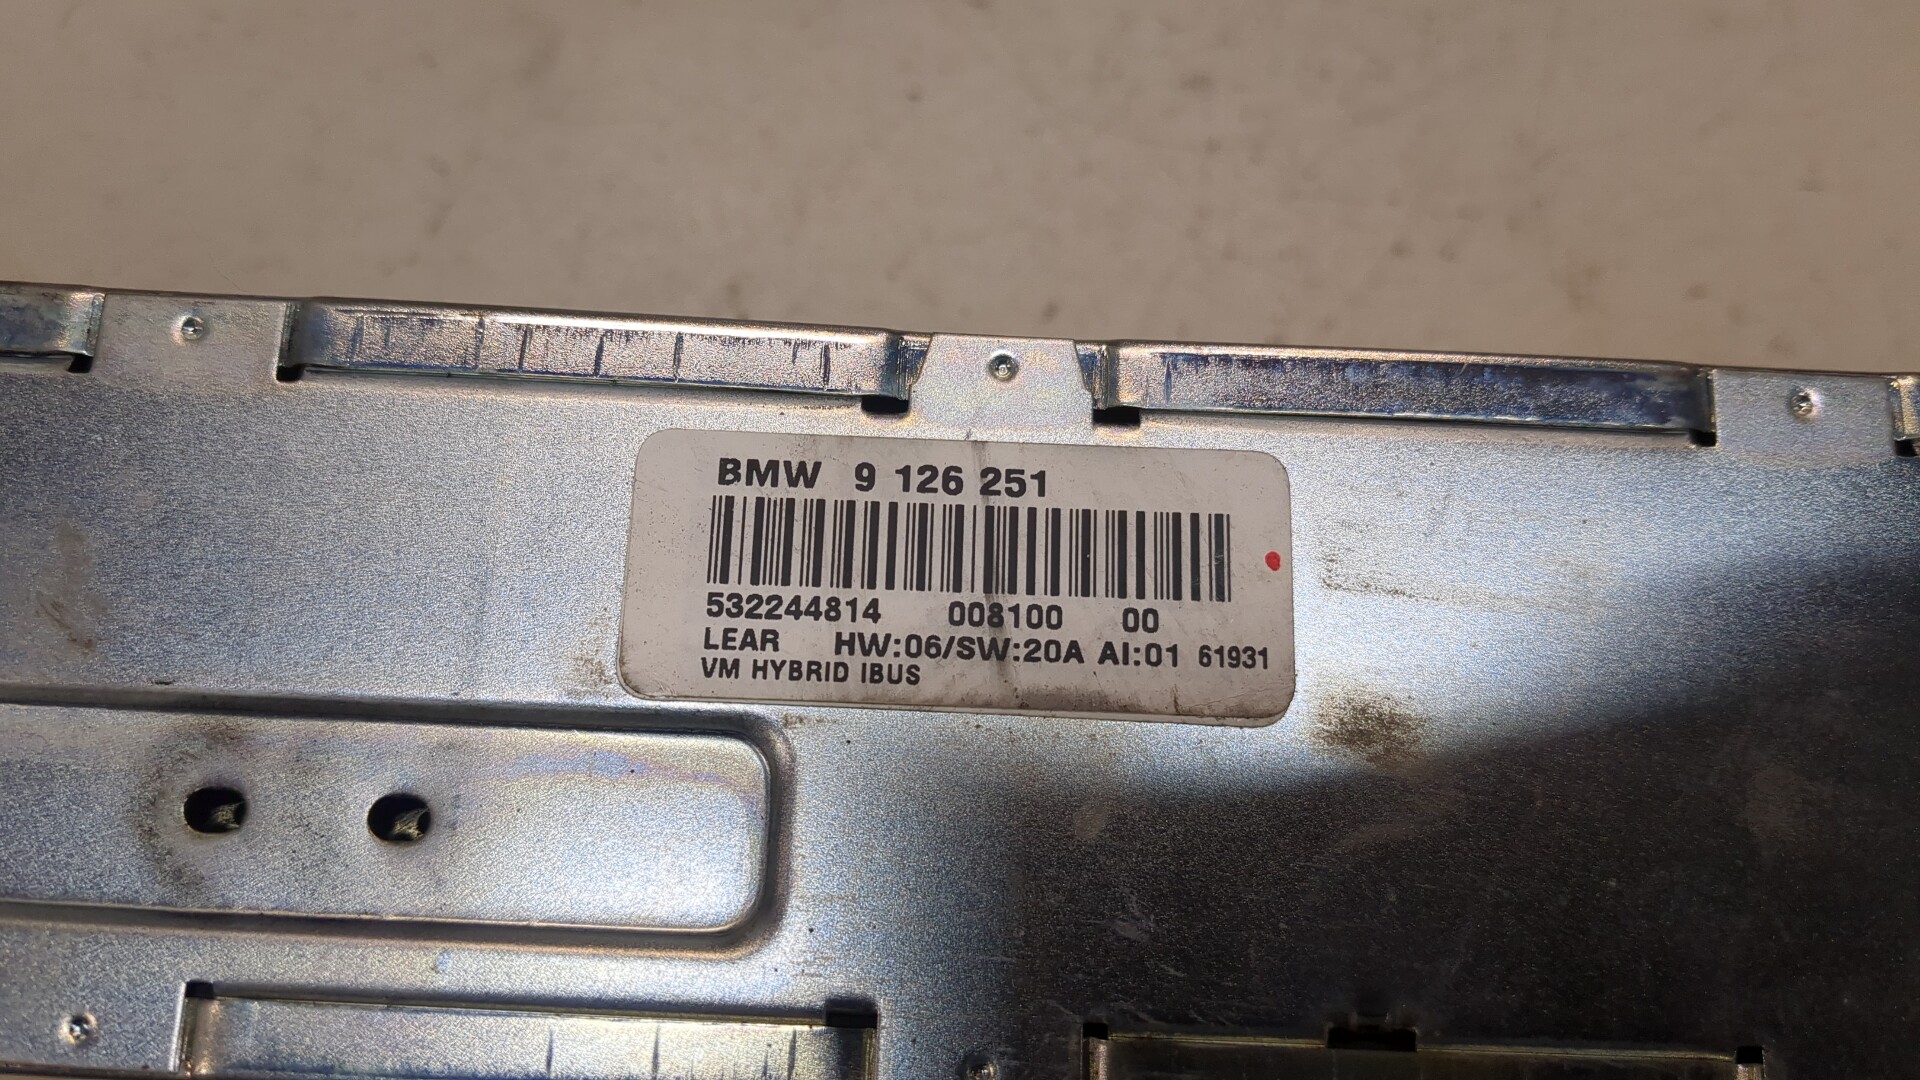 BMW 9 126 251
532244814 008100 00
LEAR HW:06/SW:20A AI:01 61931
VM HYBRID IBUS